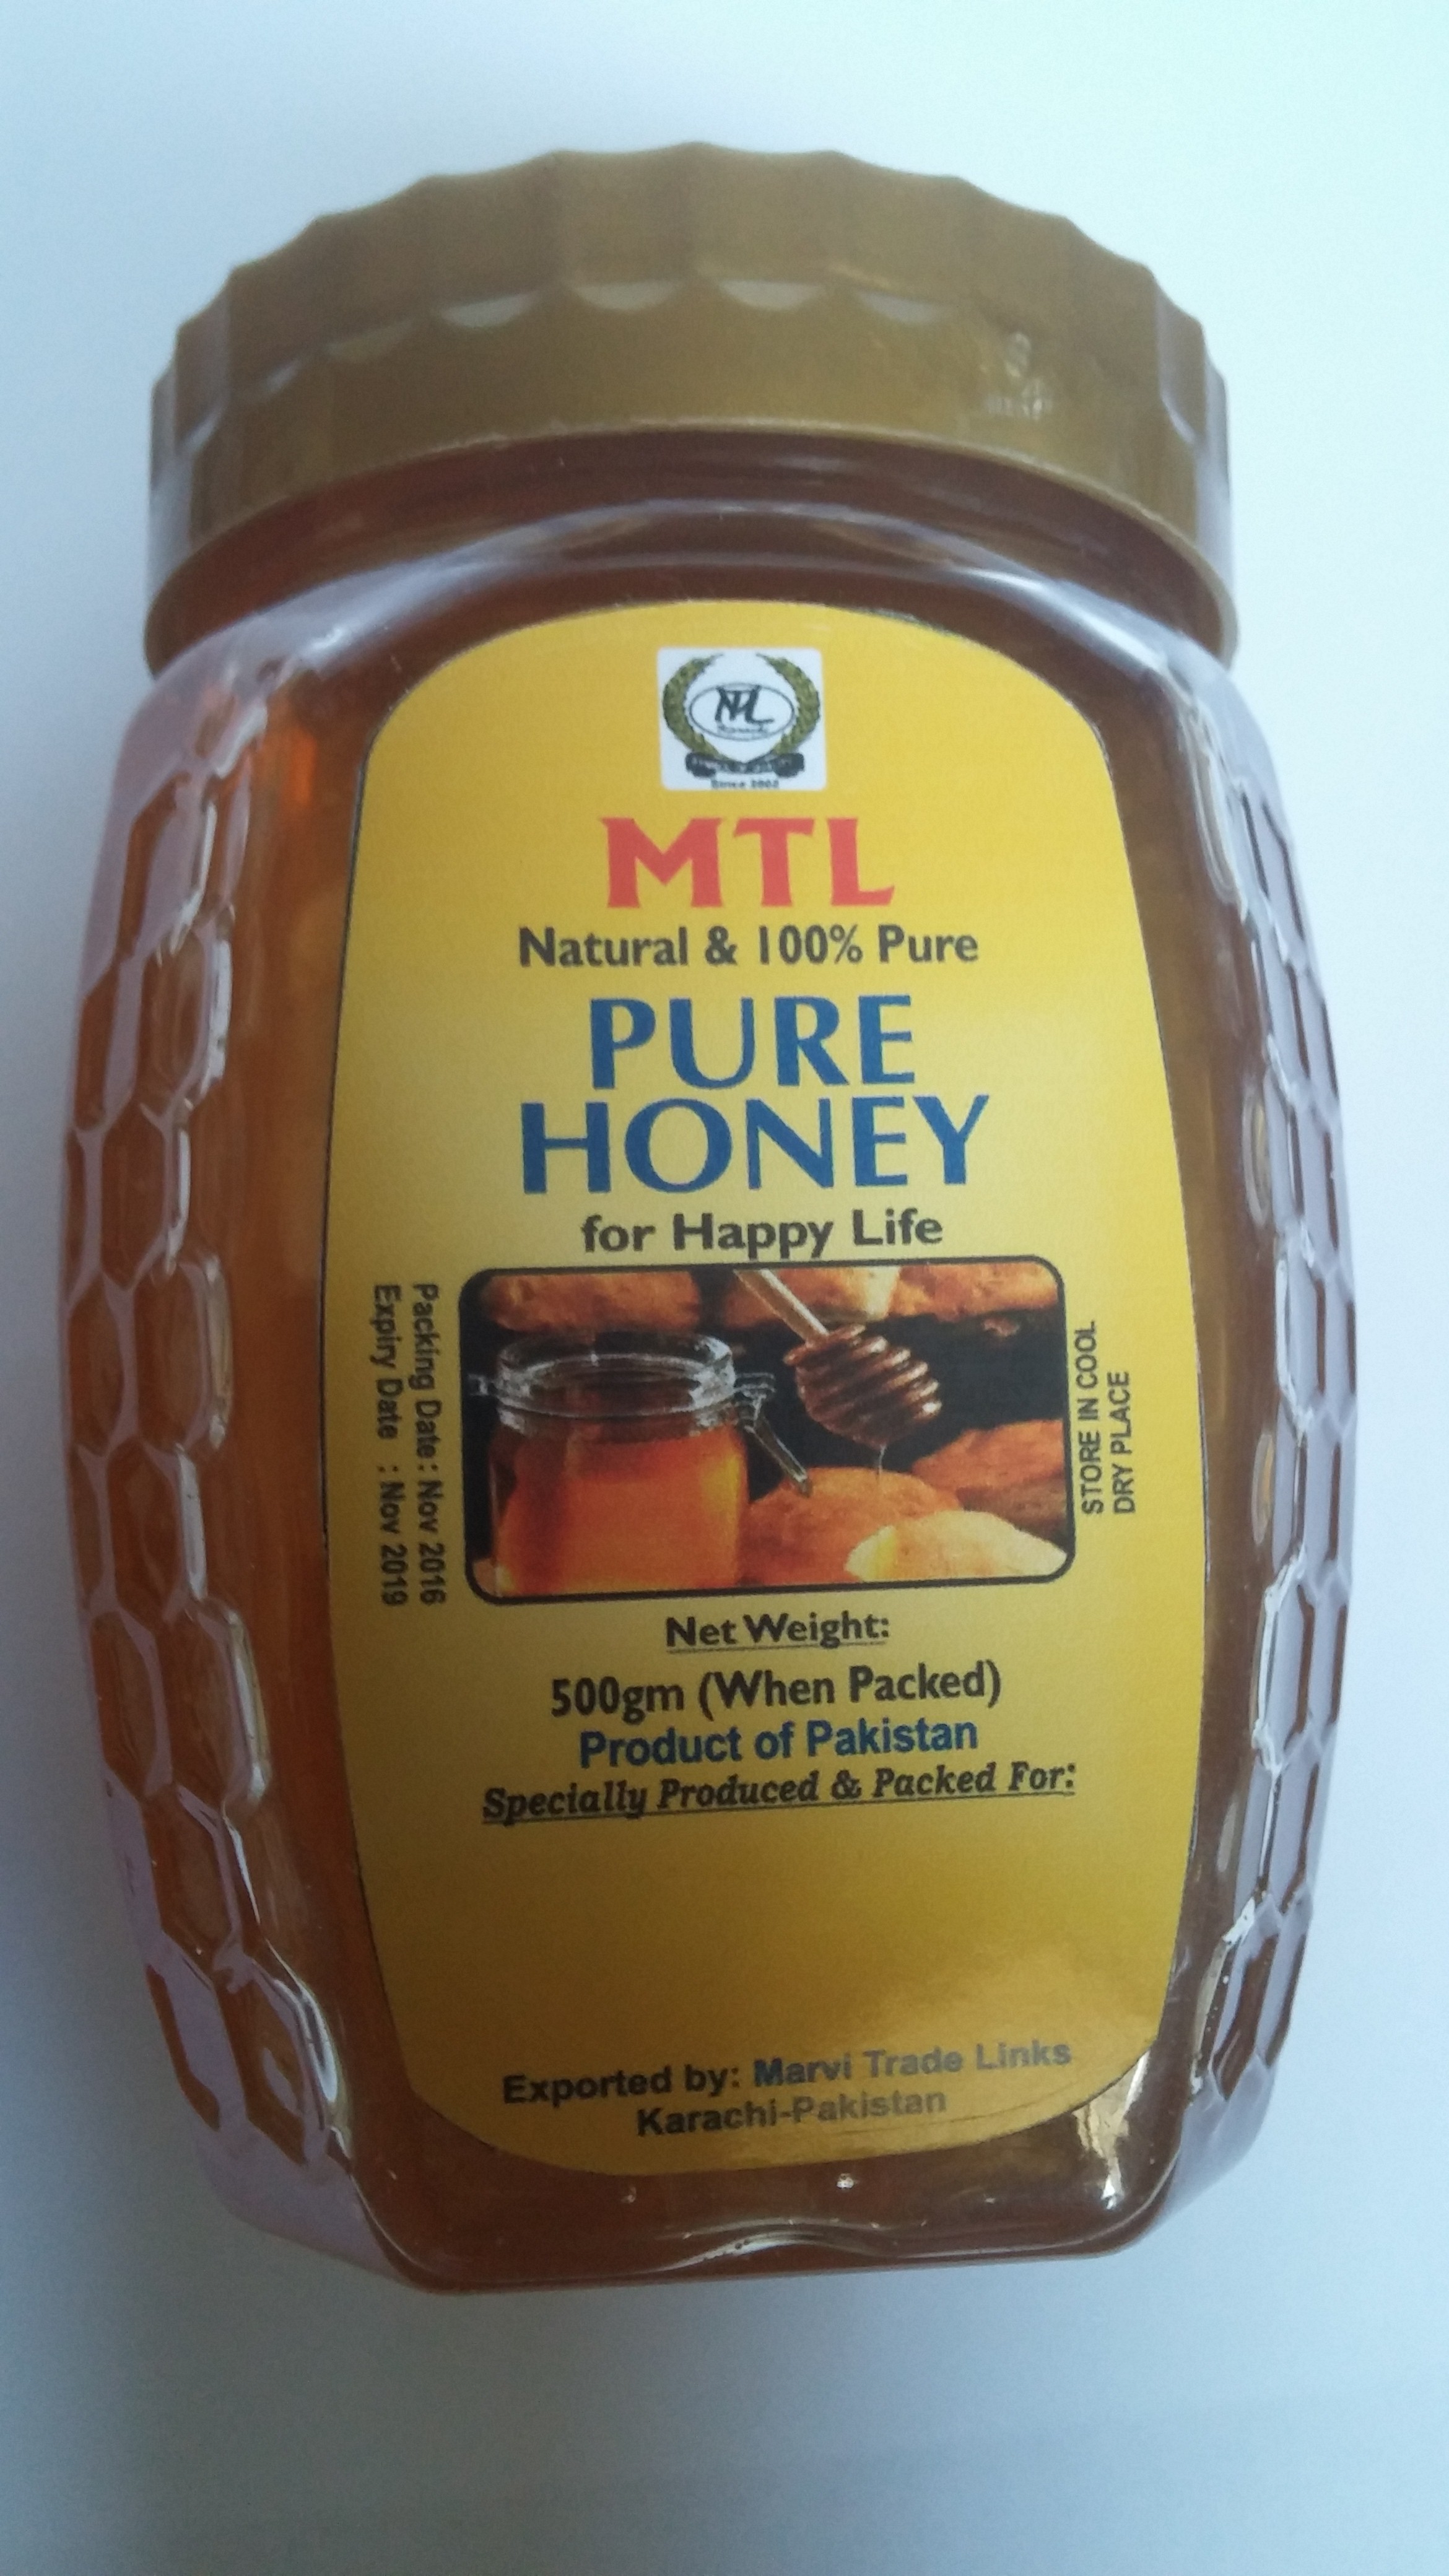 Since 2002
MTL
Natural & 100% Pure
PURE
HONEY
for Happy Life
Packing Date: Nov 2016
Expiry Date : Nov 2019
STORE IN COOL
DRY PLACE
Net Weight:
500gm (When Packed)
Product of Pakistan
Specially Produced & Packed For:
Exported by: Marvi Trade Links
Karachi-Pakistan